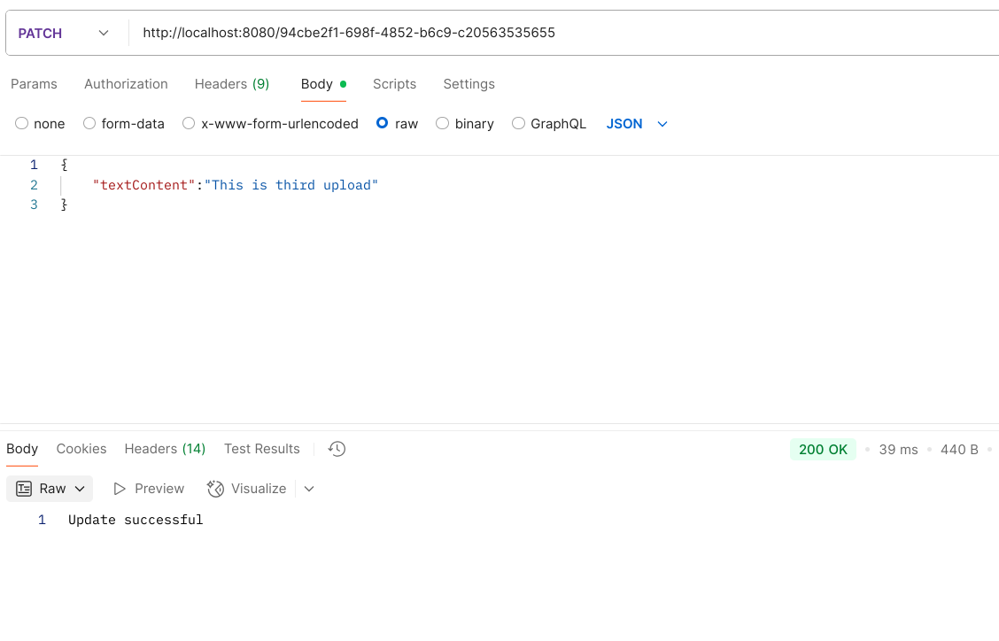 PATCH http://localhost:8080/94cbe2f1-698f-4852-b6c9-c20563535655
Params Authorization Headers (9) Body Scripts Settings
none form-data x-www-form-urlencoded raw binary GraphQL JSON
1 {
2 "textContent":"This is third upload"
3 }
Body Cookies Headers (14) Test Results 200 OK • 39 ms • 440 B •
Raw Preview Visualize
1 Update successful